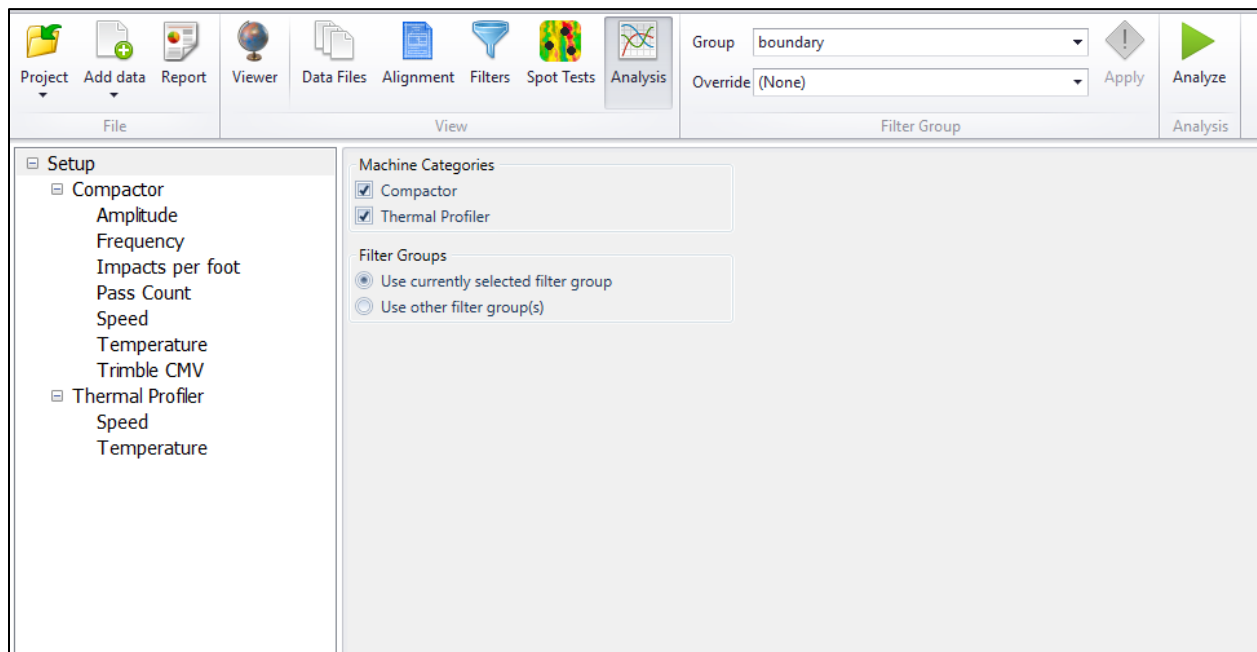 Project Add data Report Viewer Data Files Alignment Filters Spot Tests Analysis
Group boundary
Override (None)
Apply Analyze
File View Filter Group Analysis
Setup
Compactor
Amplitude
Frequency
Impacts per foot
Pass Count
Speed
Temperature
Trimble CMV
Thermal Profiler
Speed
Temperature
Machine Categories
Compactor
Thermal Profiler
Filter Groups
Use currently selected filter group
Use other filter group(s)